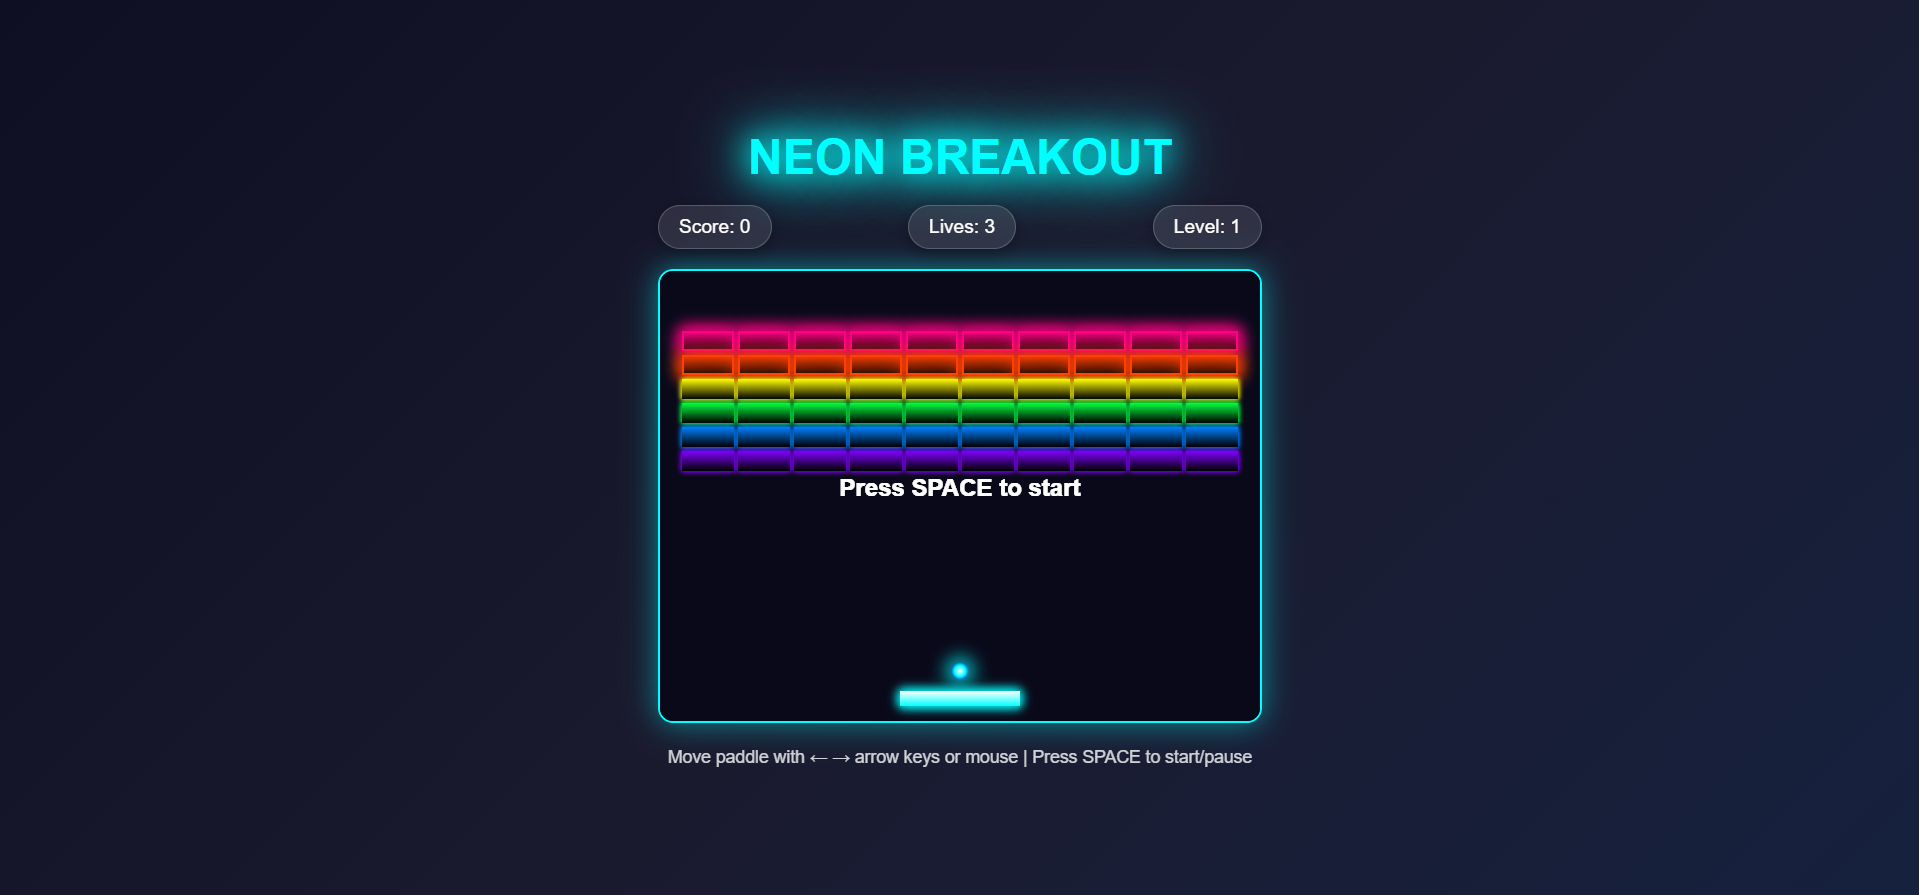 NEON BREAKOUT
Score: 0
Lives: 3
Level: 1
Press SPACE to start
Move paddle with ← → arrow keys or mouse | Press SPACE to start/pause